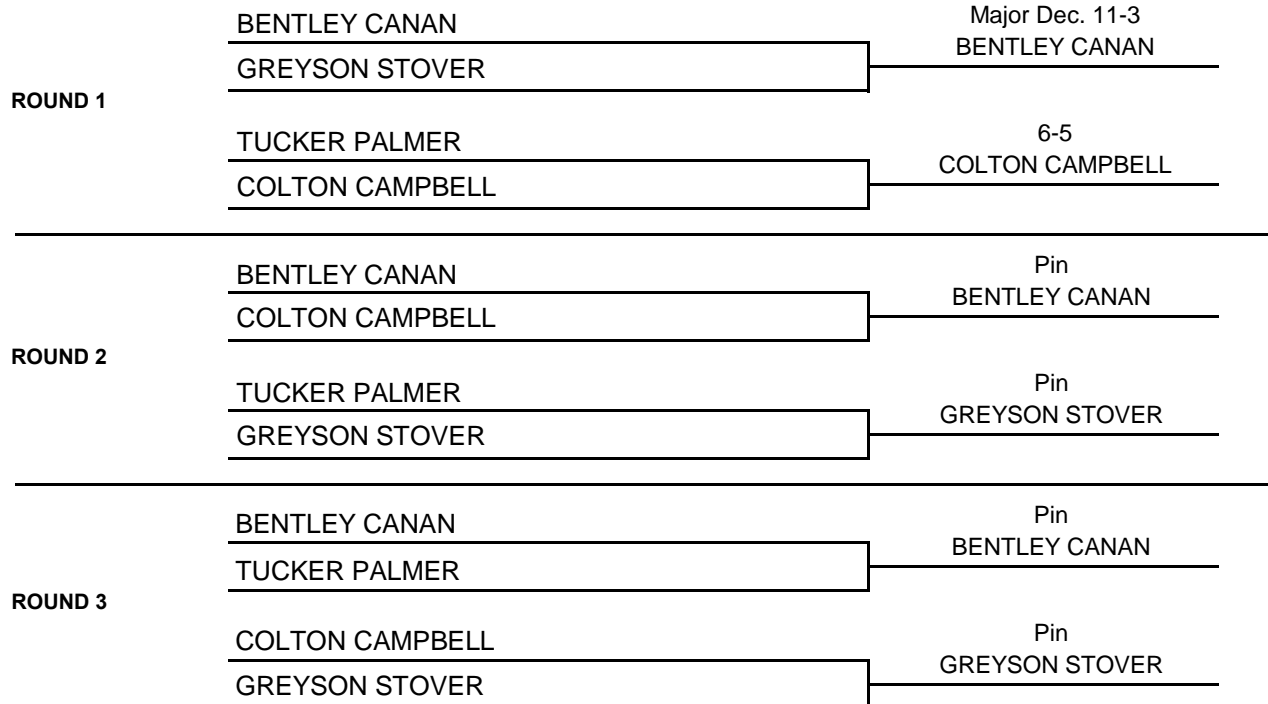 BENTLEY CANAN
Major Dec. 11-3
BENTLEY CANAN
GREYSON STOVER
ROUND 1
TUCKER PALMER
6-5
COLTON CAMPBELL
COLTON CAMPBELL
BENTLEY CANAN
Pin
BENTLEY CANAN
COLTON CAMPBELL
ROUND 2
TUCKER PALMER
Pin
GREYSON STOVER
GREYSON STOVER
BENTLEY CANAN
Pin
BENTLEY CANAN
TUCKER PALMER
ROUND 3
COLTON CAMPBELL
Pin
GREYSON STOVER
GREYSON STOVER